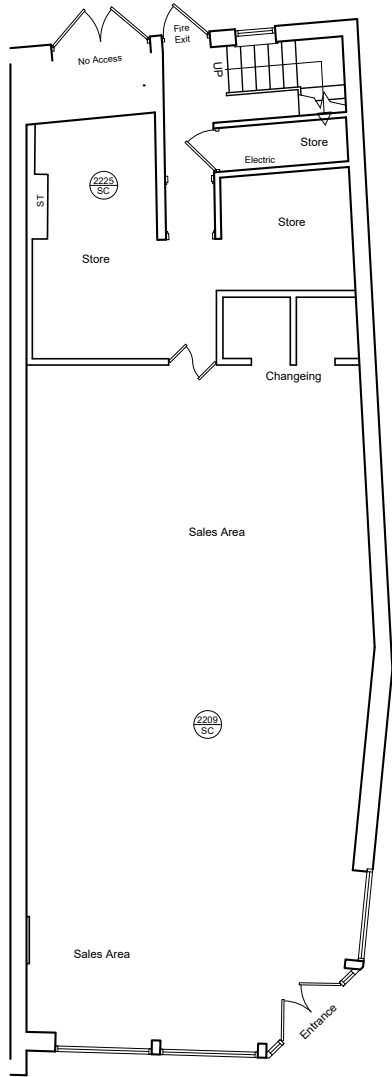 No Access
Fire
Exit
UP
Store
Electric
2225
SC
ST
Store
Store
Changeing
Sales Area
2209
SC
Sales Area
Entrance